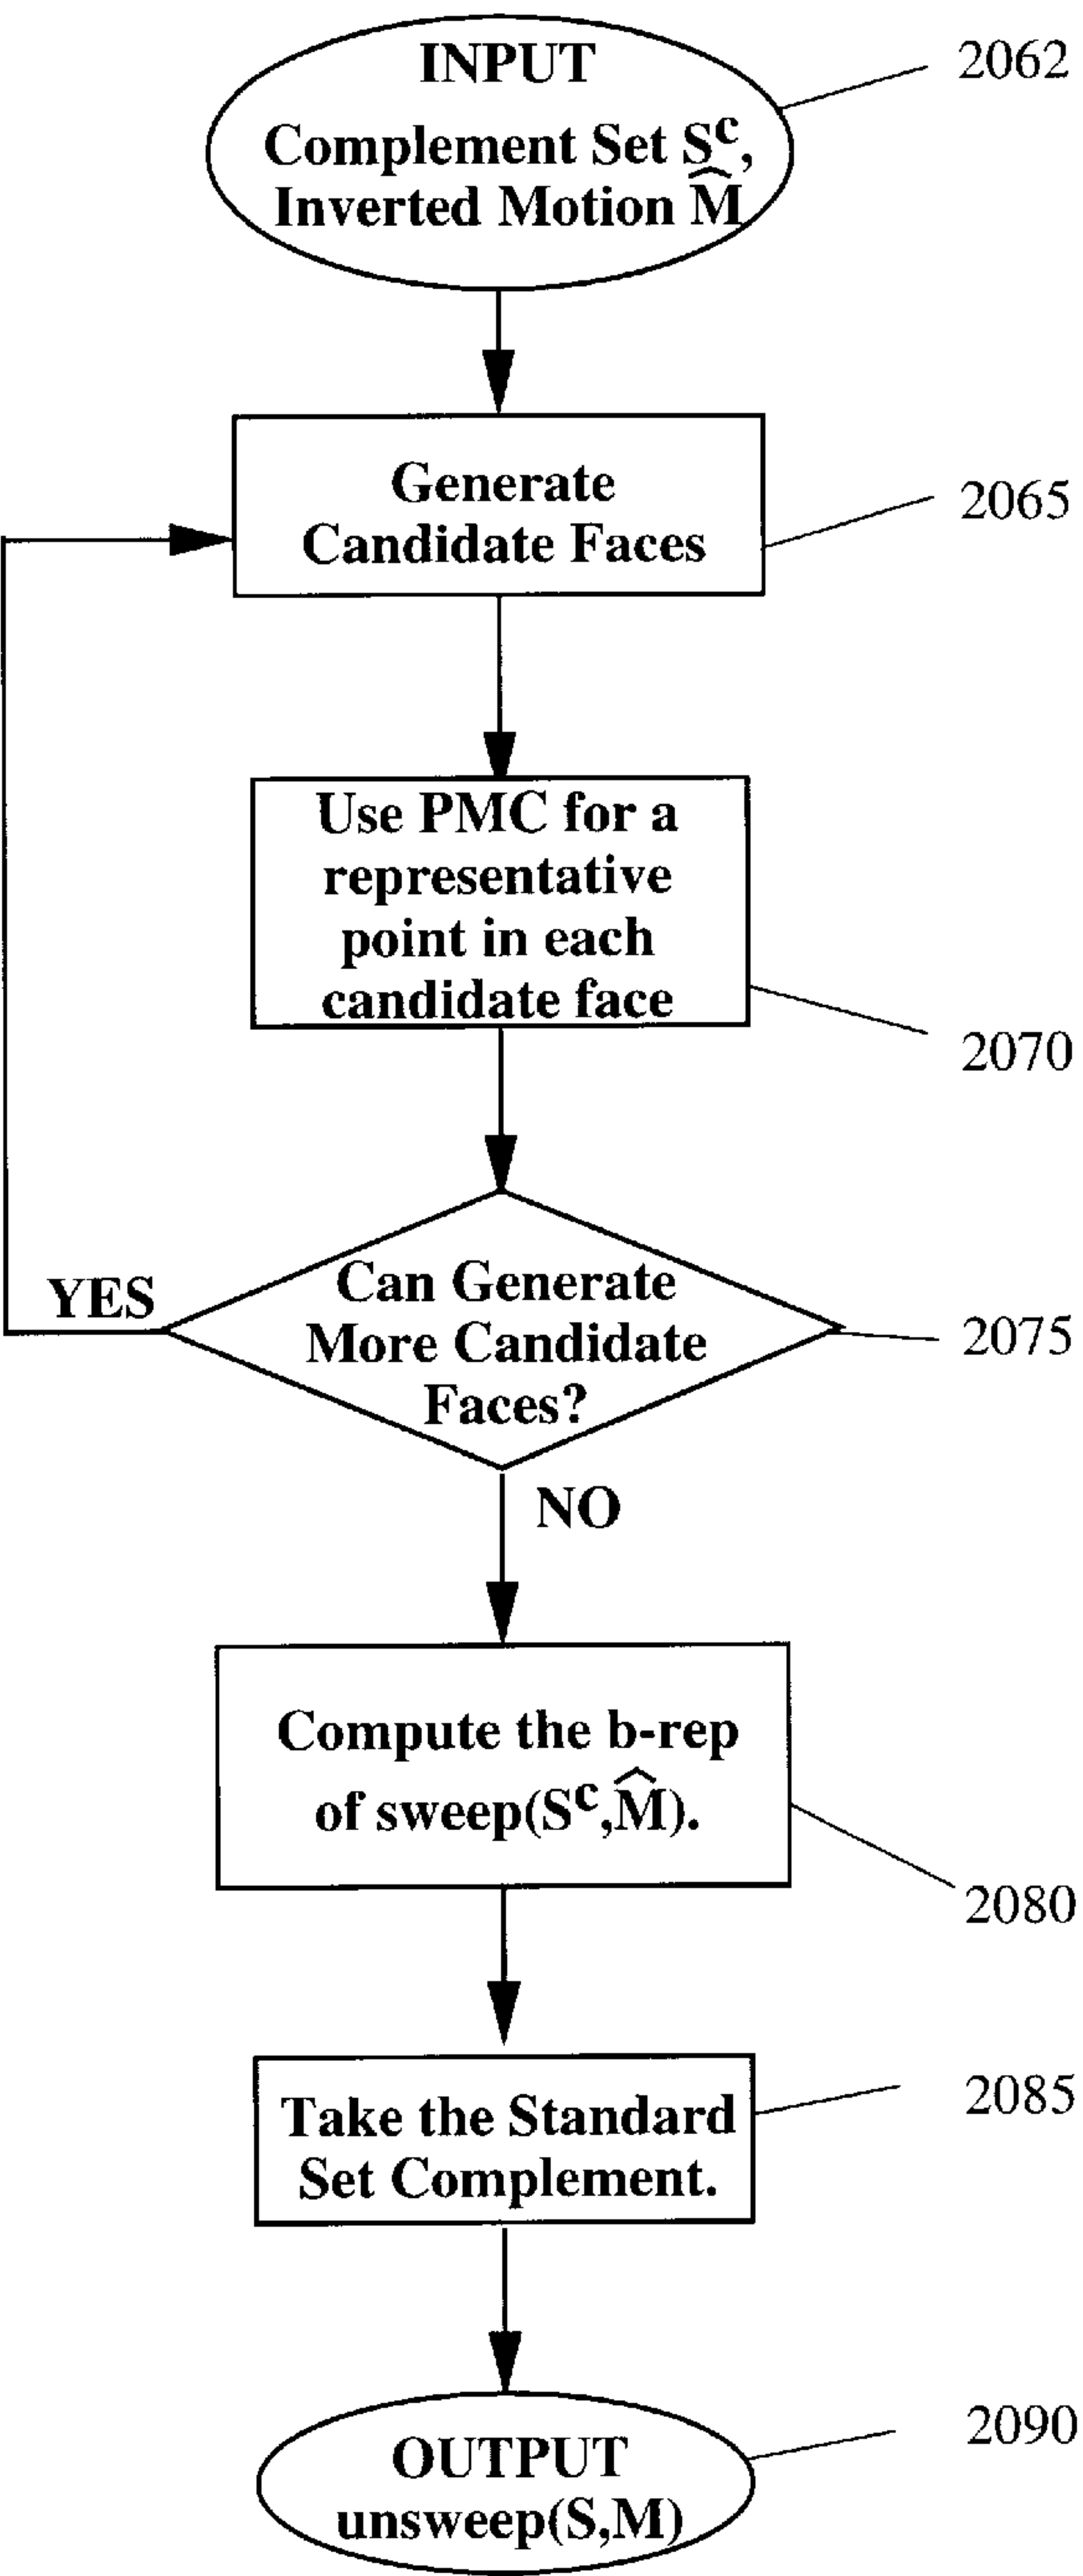 INPUT
2062
Complement Set Sᶜ,
Inverted Motion M̂
Generate
Candidate Faces
2065
Use PMC for a
representative
point in each
candidate face
2070
YES
Can Generate
More Candidate
Faces?
2075
NO
Compute the b-rep
of sweep(Sᶜ,M̂).
2080
Take the Standard
Set Complement.
2085
OUTPUT
unsweep(S,M)
2090